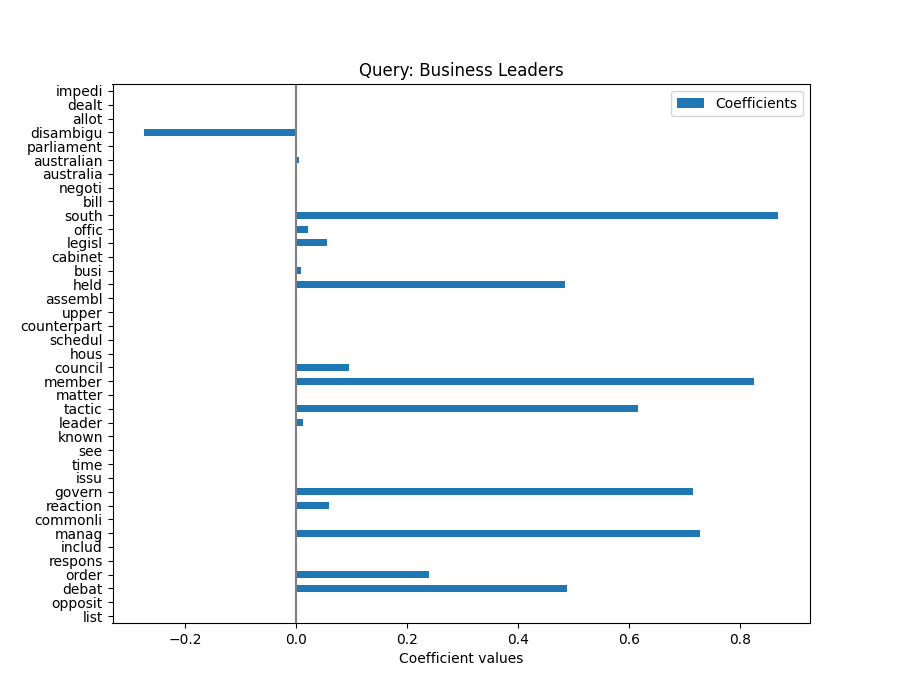 Query: Business Leaders
Coefficients
impedi
dealt
allot
disambigu
parliament
australian
australia
negoti
bill
south
offic
legisl
cabinet
busi
held
assembl
upper
counterpart
schedul
hous
council
member
matter
tactic
leader
known
see
time
issu
govern
reaction
commonli
manag
includ
respons
order
debat
opposit
list
−0.2 0.0 0.2 0.4 0.6 0.8
Coefficient values